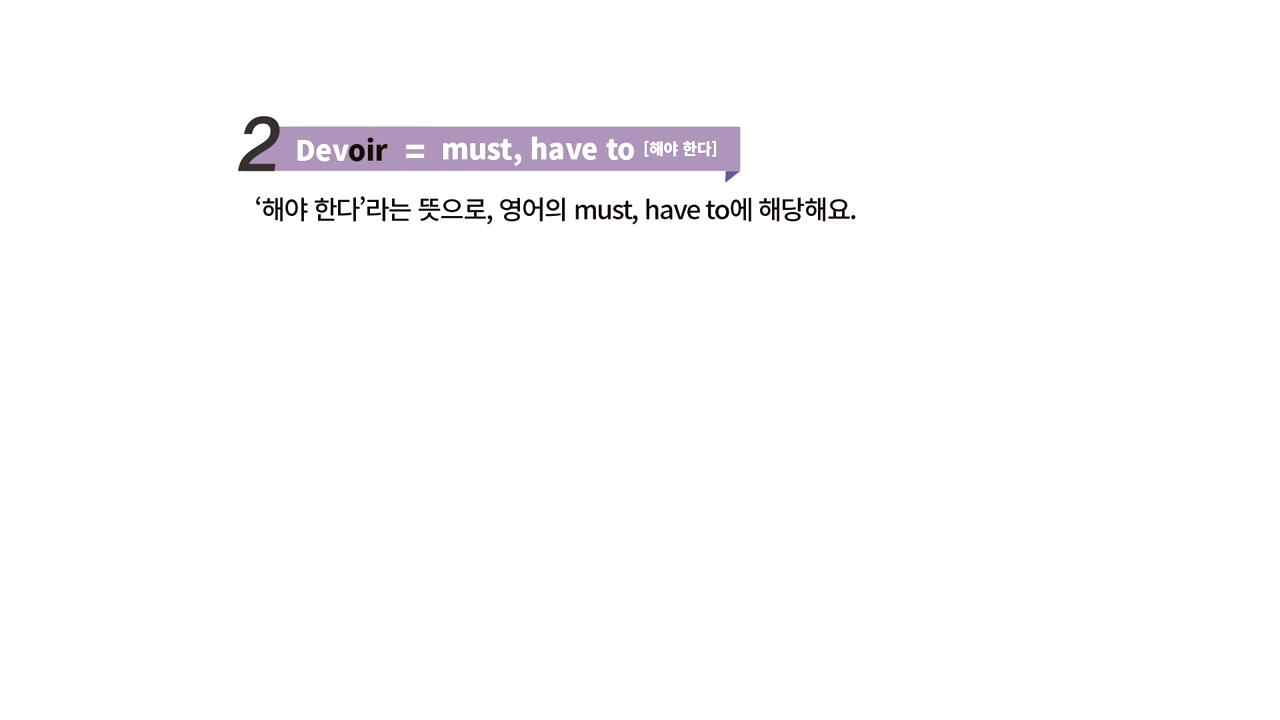 2 Devoir = must, have to [해야 한다]
‘해야 한다’라는 뜻으로, 영어의 must, have to에 해당해요.